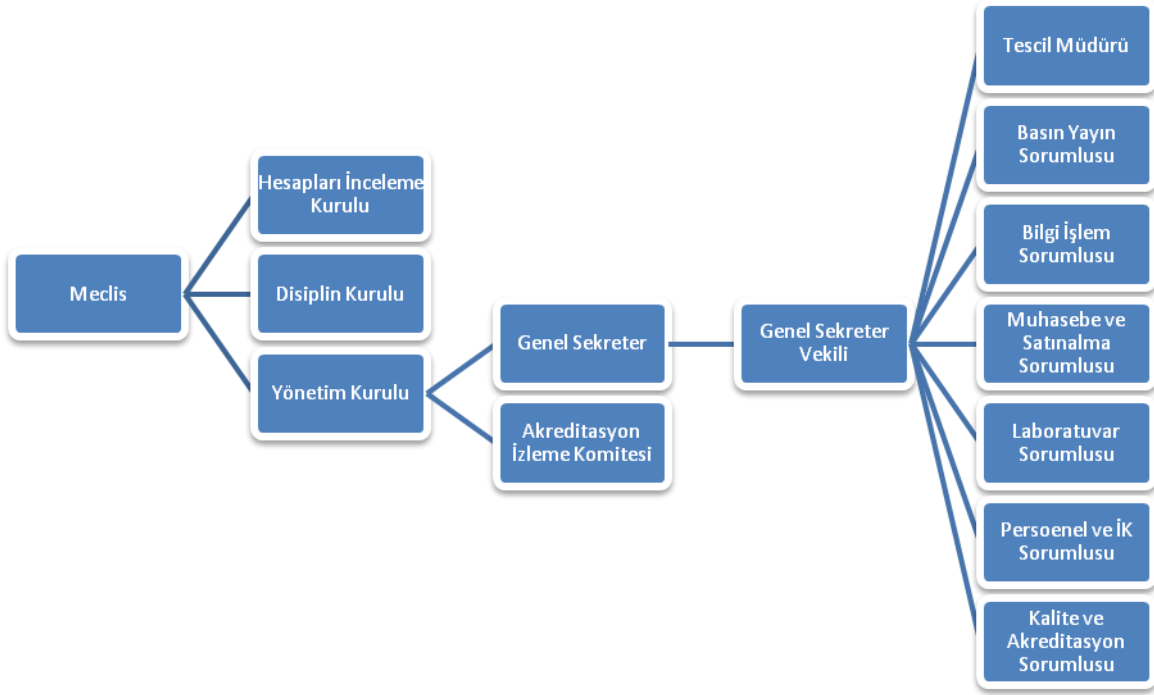 Meclis
Hesapları İnceleme
Kurulu
Disiplin Kurulu
Yönetim Kurulu
Genel Sekreter
Akreditasyon
İzleme Komitesi
Genel Sekreter
Vekili
Tescil Müdürü
Basın Yayın
Sorumlusu
Bilgi İşlem
Sorumlusu
Muhasebe ve
Satınalma
Sorumlusu
Laboratuvar
Sorumlusu
Persoenel ve İK
Sorumlusu
Kalite ve
Akreditasyon
Sorumlusu